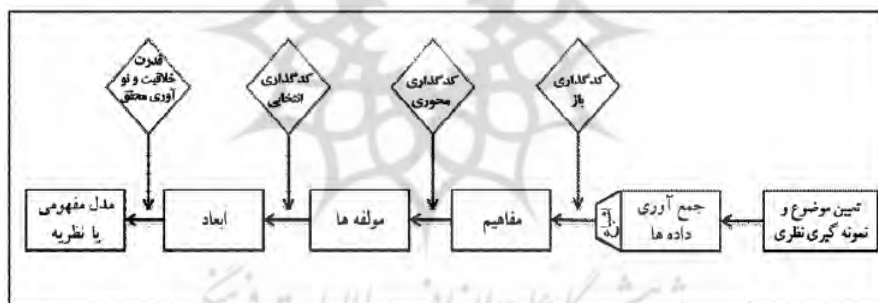 قدرت
خلاقیت و نو
آوری محقق
کدگذاری
انتخابی
کدگذاری
محوری
کدگذاری
باز
تعیین موضوع و
نمونه گیری نظری
جمع آوری
داده ها
اشباع
مفاهیم
مولفه ها
ابعاد
مدل مفهومی
یا نظریه